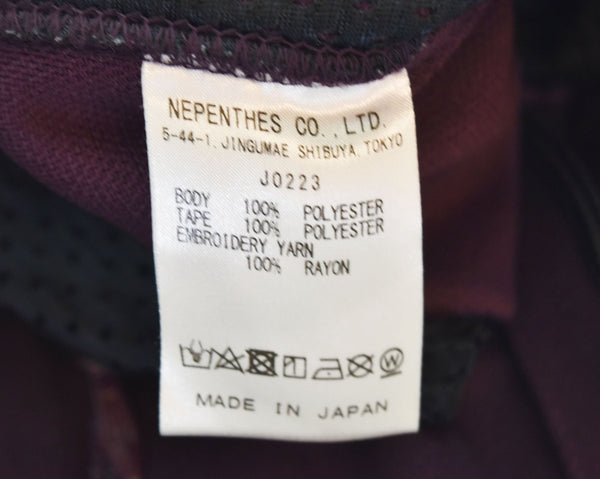 NEPENTHES CO., LTD.
5-44-1, JINGUMAE SHIBUYA, TOKYO
J0223
BODY 100% POLYESTER
TAPE 100% POLYESTER
EMBROIDERY YARN
100% RAYON
W
MADE IN JAPAN